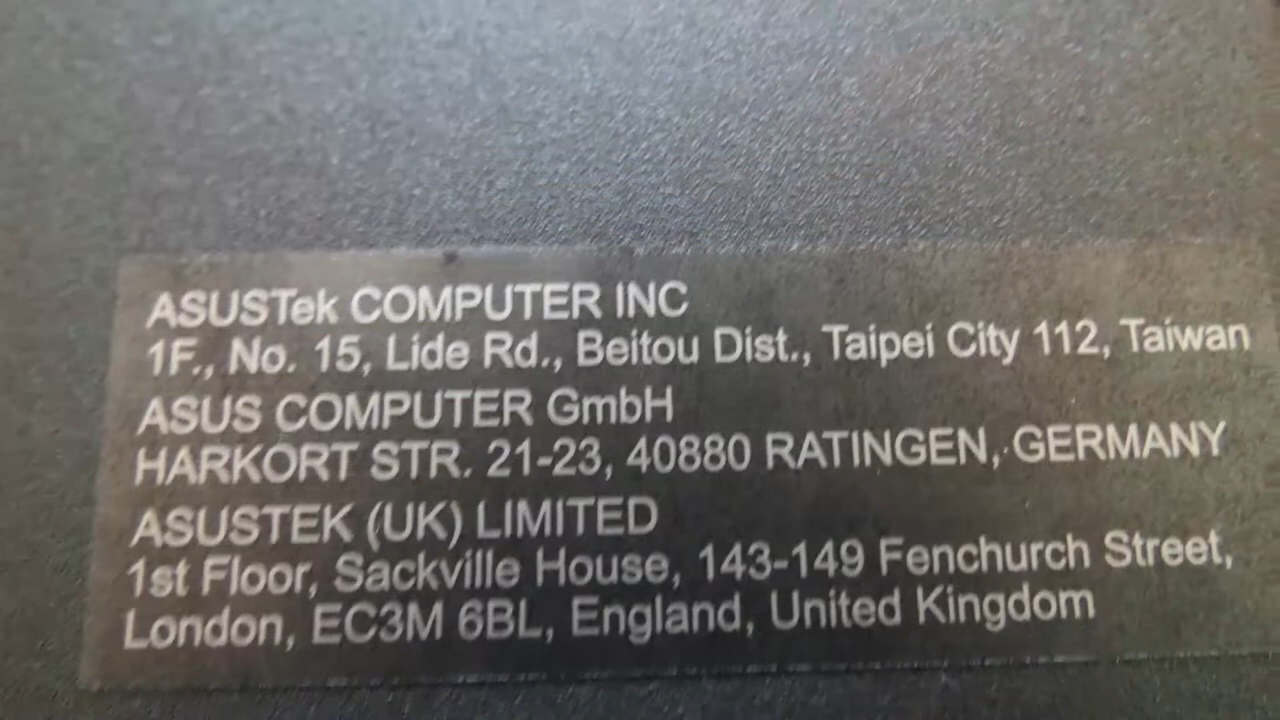 ASUSTek COMPUTER INC
1F., No. 15, Lide Rd., Beitou Dist., Taipei City 112, Taiwan
ASUS COMPUTER GmbH
HARKORT STR. 21-23, 40880 RATINGEN, GERMANY
ASUSTEK (UK) LIMITED
1st Floor, Sackville House, 143-149 Fenchurch Street,
London, EC3M 6BL, England, United Kingdom